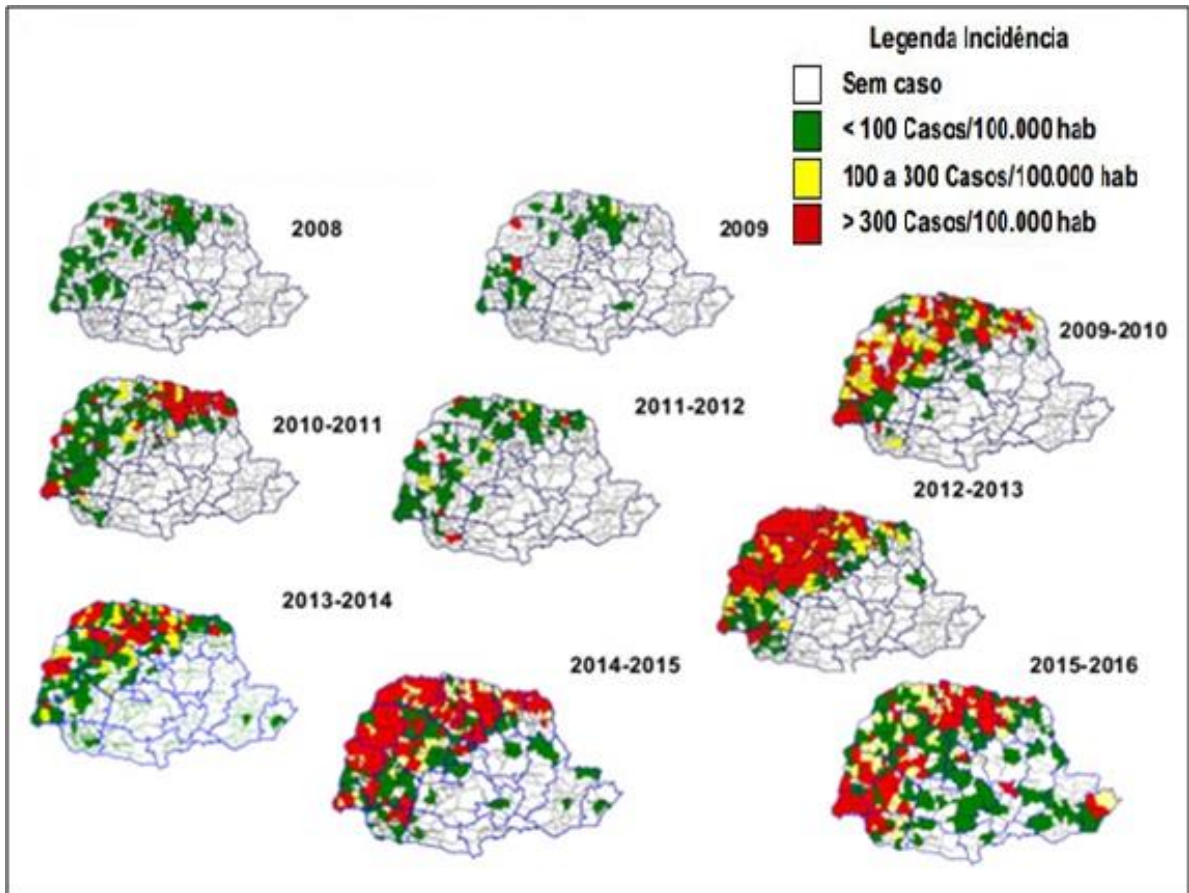 Legenda Incidência
Sem caso
< 100 Casos/100.000 hab
100 a 300 Casos/100.000 hab
> 300 Casos/100.000 hab
2008
2009
2009-2010
2010-2011
2011-2012
2012-2013
2013-2014
2014-2015
2015-2016